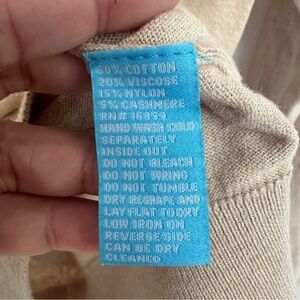 60% COTTON
20% VISCOSE
15% NYLON
5% CASHMERE
RN# 16959
HAND WASH COLD
SEPARATELY
INSIDE OUT
DO NOT BLEACH
DO NOT WRING
DO NOT TUMBLE
DRY RESHAPE AND
LAY FLAT TO DRY
LOW IRON ON
REVERSE SIDE
CAN BE DRY
CLEANED